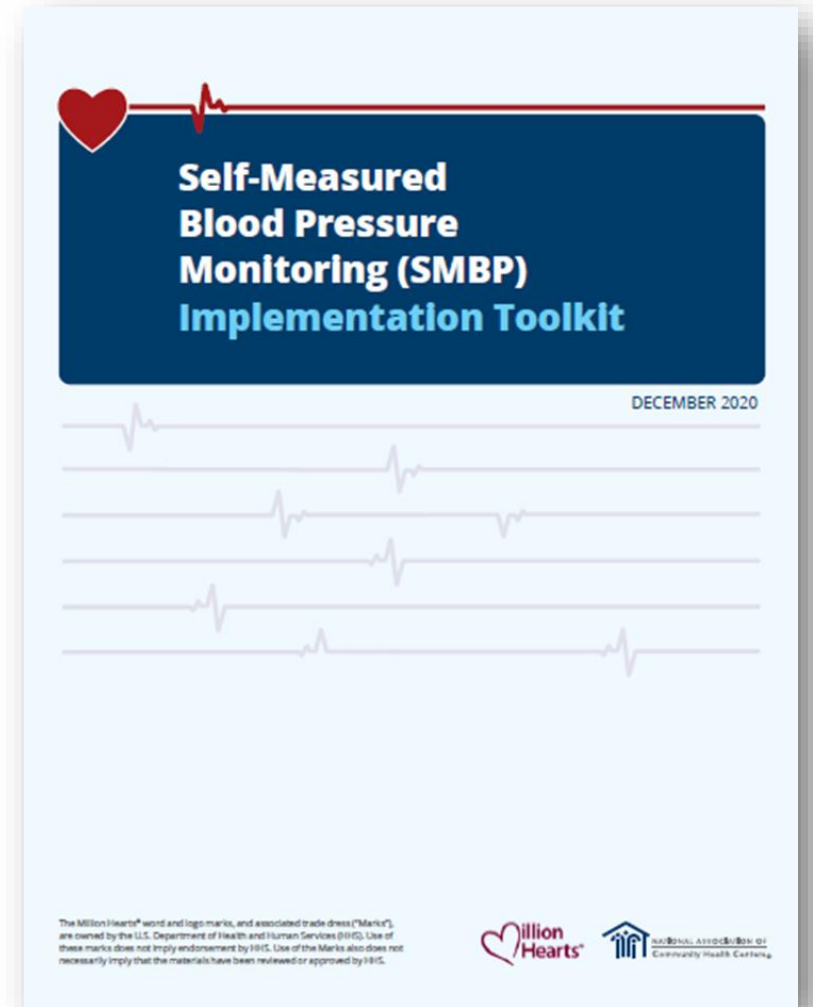 Self-Measured
Blood Pressure
Monitoring (SMBP)
Implementation Toolkit
DECEMBER 2020
The Million Hearts® word and logo marks, and associated trade dress ("Marks"),
are owned by the U.S. Department of Health and Human Services (HHS). Use of
these marks does not imply endorsement by HHS. Use of the Marks also does not
necessarily imply that the materials have been reviewed or approved by HHS.
Million
Hearts®
NATIONAL ASSOCIATION OF
Community Health Centers®